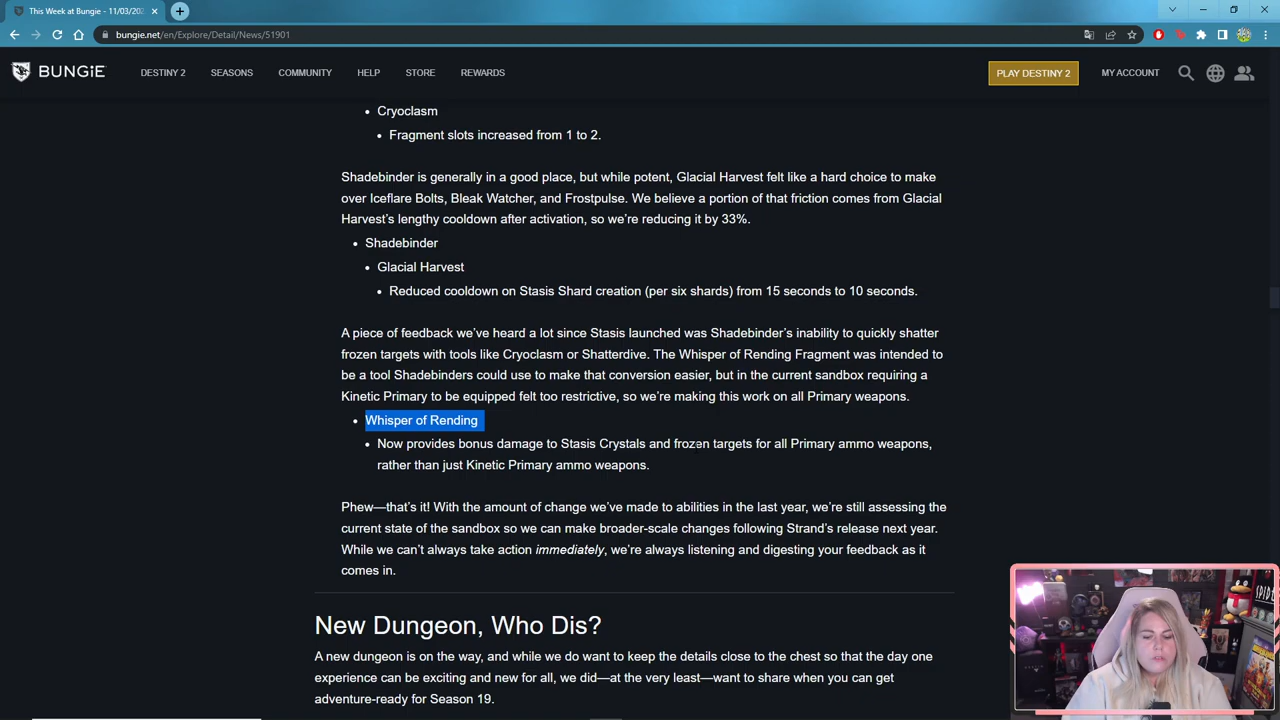 This Week at Bungie - 11/03/202
bungie.net/en/Explore/Detail/News/51901
BUNGiE
DESTINY 2
SEASONS
COMMUNITY
HELP
STORE
REWARDS
PLAY DESTINY 2
MY ACCOUNT
• Cryoclasm
• Fragment slots increased from 1 to 2.
Shadebinder is generally in a good place, but while potent, Glacial Harvest felt like a hard choice to make
over Iceflare Bolts, Bleak Watcher, and Frostpulse. We believe a portion of that friction comes from Glacial
Harvest's lengthy cooldown after activation, so we're reducing it by 33%.
• Shadebinder
• Glacial Harvest
• Reduced cooldown on Stasis Shard creation (per six shards) from 15 seconds to 10 seconds.
A piece of feedback we've heard a lot since Stasis launched was Shadebinder's inability to quickly shatter
frozen targets with tools like Cryoclasm or Shatterdive. The Whisper of Rending Fragment was intended to
be a tool Shadebinders could use to make that conversion easier, but in the current sandbox requiring a
Kinetic Primary to be equipped felt too restrictive, so we're making this work on all Primary weapons.
• Whisper of Rending
• Now provides bonus damage to Stasis Crystals and frozen targets for all Primary ammo weapons,
rather than just Kinetic Primary ammo weapons.
Phew—that's it! With the amount of change we've made to abilities in the last year, we're still assessing the
current state of the sandbox so we can make broader-scale changes following Strand's release next year.
While we can't always take action immediately, we're always listening and digesting your feedback as it
comes in.
New Dungeon, Who Dis?
A new dungeon is on the way, and while we do want to keep the details close to the chest so that the day one
experience can be exciting and new for all, we did—at the very least—want to share when you can get
adventure-ready for Season 19.